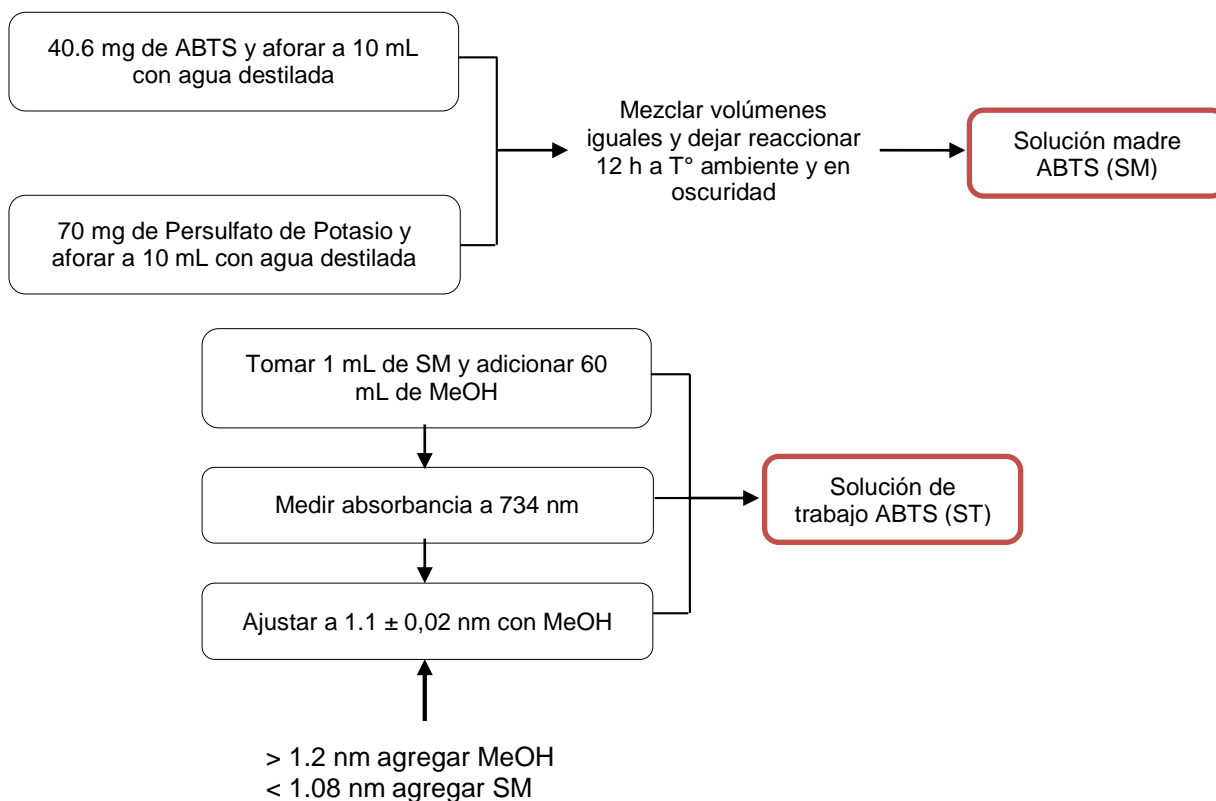 40.6 mg de ABTS y aforar a 10 mL
con agua destilada
70 mg de Persulfato de Potasio y
aforar a 10 mL con agua destilada
Mezclar volúmenes
iguales y dejar reaccionar
12 h a T° ambiente y en
oscuridad
Solución madre
ABTS (SM)
Tomar 1 mL de SM y adicionar 60
mL de MeOH
Medir absorbancia a 734 nm
Ajustar a 1.1 ± 0,02 nm con MeOH
Solución de
trabajo ABTS (ST)
> 1.2 nm agregar MeOH
< 1.08 nm agregar SM